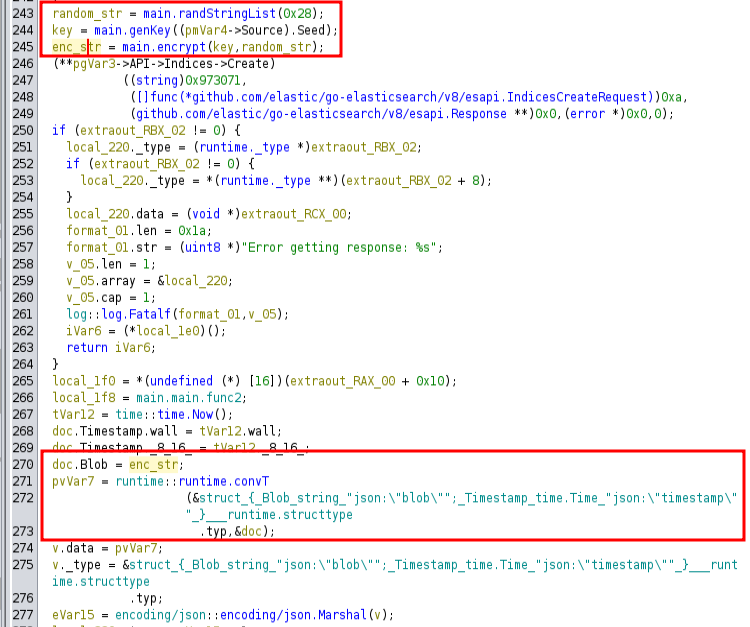 243 random_str = main.randStringList(0x28);
244 key = main.genKey((pmVar4->Source).Seed);
245 enc_str = main.encrypt(key,random_str);
246 (**pgVar3->API->Indices->Create)
247 ((string)0x973071,
248 ([]func(*github.com/elastic/go-elasticsearch/v8/esapi.IndicesCreateRequest))0xa,
249 (github.com/elastic/go-elasticsearch/v8/esapi.Response **)0x0,(error *)0x0,0);
250 if (extraout_RBX_02 != 0) {
251 local_220._type = (runtime._type *)extraout_RBX_02;
252 if (extraout_RBX_02 != 0) {
253 local_220._type = *(runtime._type **)(extraout_RBX_02 + 8);
254 }
255 local_220.data = (void *)extraout_RCX_00;
256 format_01.len = 0x1a;
257 format_01.str = (uint8 *)"Error getting response: %s";
258 v_05.len = 1;
259 v_05.array = &local_220;
260 v_05.cap = 1;
261 log::log.Fatalf(format_01,v_05);
262 iVar6 = (*local_1e0)();
263 return iVar6;
264 }
265 local_1f0 = *(undefined (*) [16])(extraout_RAX_00 + 0x10);
266 local_1f8 = main.main.func2;
267 tVar12 = time::time.Now();
268 doc.Timestamp.wall = tVar12.wall;
269 doc.Timestamp._8_16_ = tVar12._8_16_;
270 doc.Blob = enc_str;
271 pvVar7 = runtime::runtime.convT
272 (&struct_{_Blob_string_"json:\"blob\"";_Timestamp_time.Time_"json:\"timestamp\"
"_}___runtime.structtype
273 .typ,&doc);
274 v.data = pvVar7;
275 v._type = &struct_{_Blob_string_"json:\"blob\"";_Timestamp_time.Time_"json:\"timestamp\""_}___runt
ime.structtype
276 .typ;
277 eVar15 = encoding/json::encoding/json.Marshal(v);